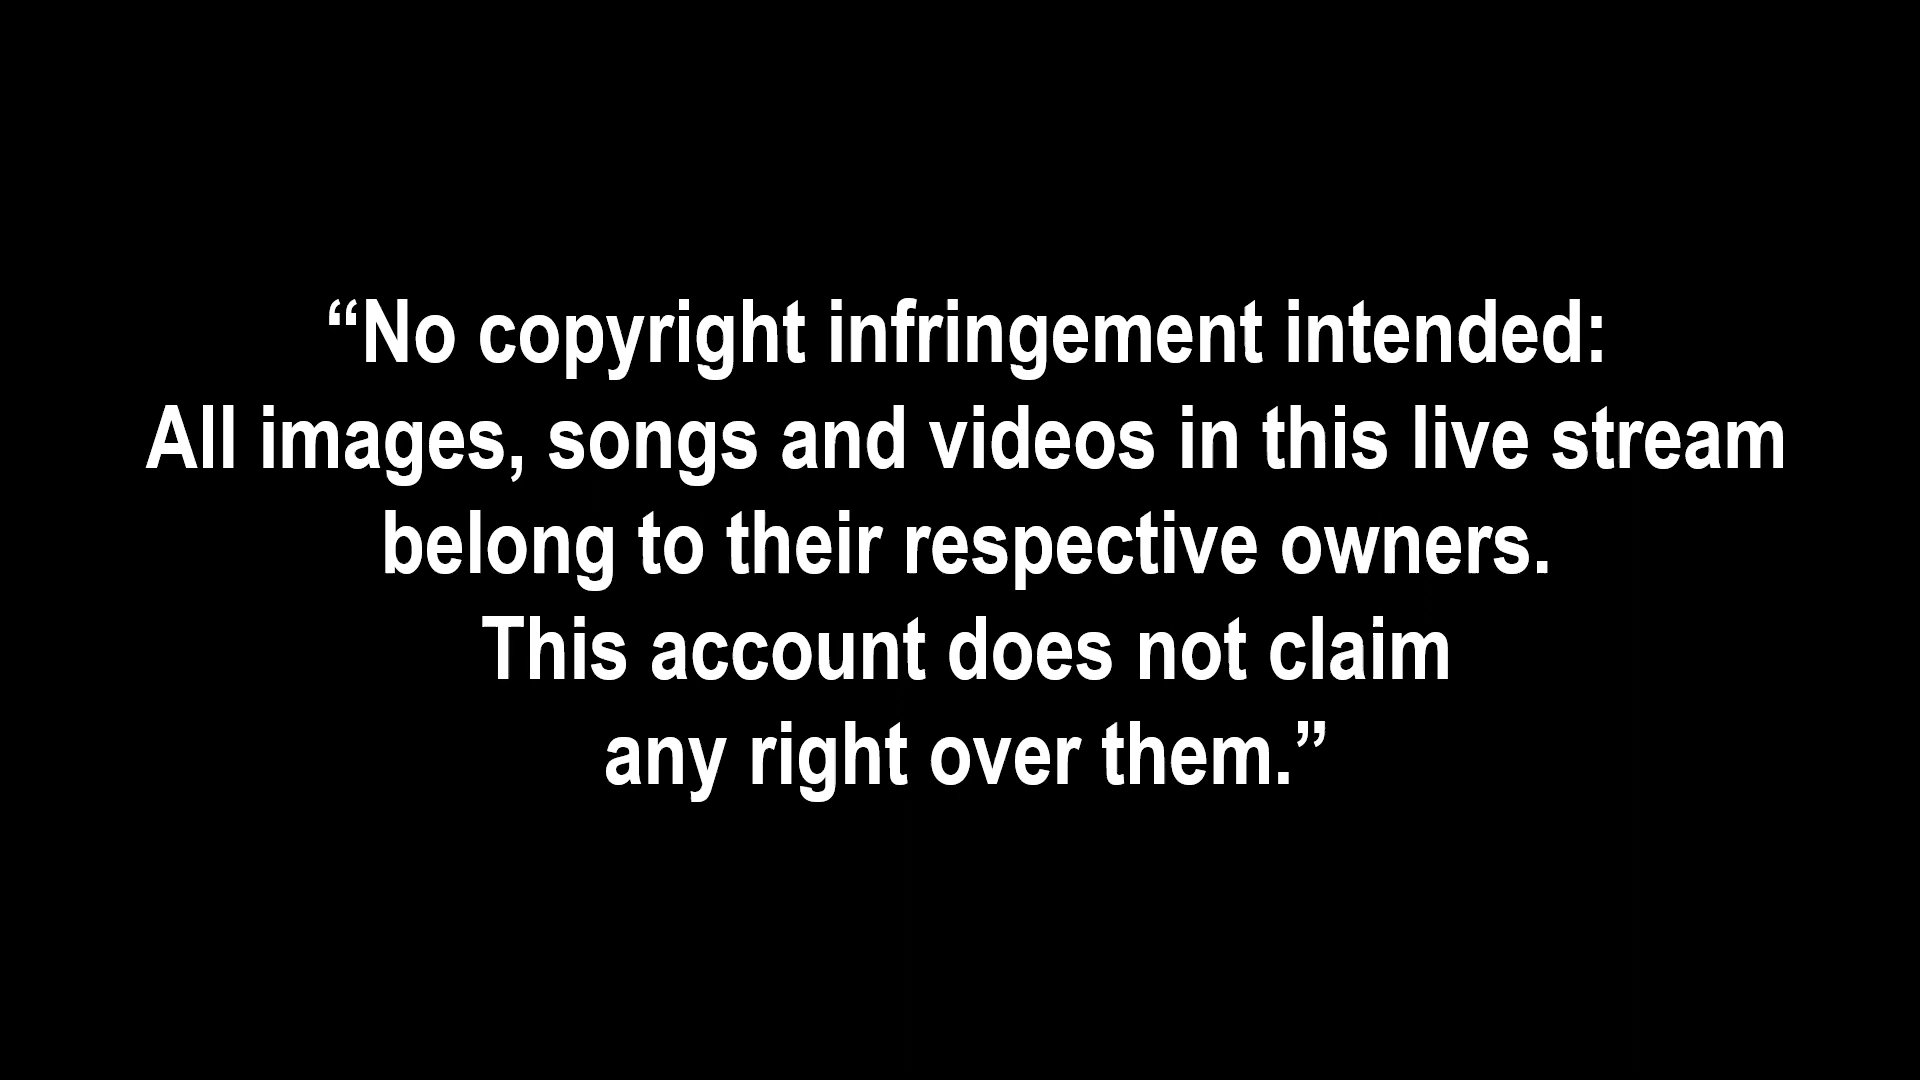 “No copyright infringement intended:
All images, songs and videos in this live stream
belong to their respective owners.
This account does not claim
any right over them.”